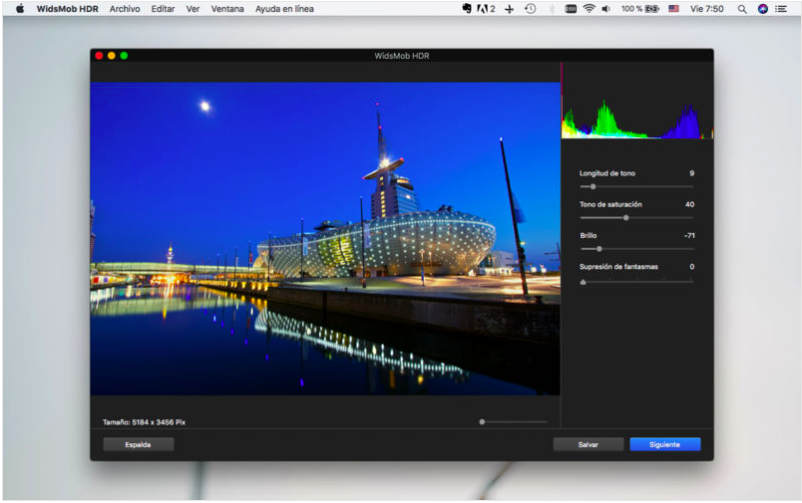 WidsMob HDR Archivo Editar Ver Ventana Ayuda en línea 2 100 % Vie 7:50
WidsMob HDR
Longitud de tono 9
Tono de saturación 40
Brillo -71
Supresión de fantasmas 0
Tamaño: 5184 x 3456 Pix
Espalda Salvar Siguiente